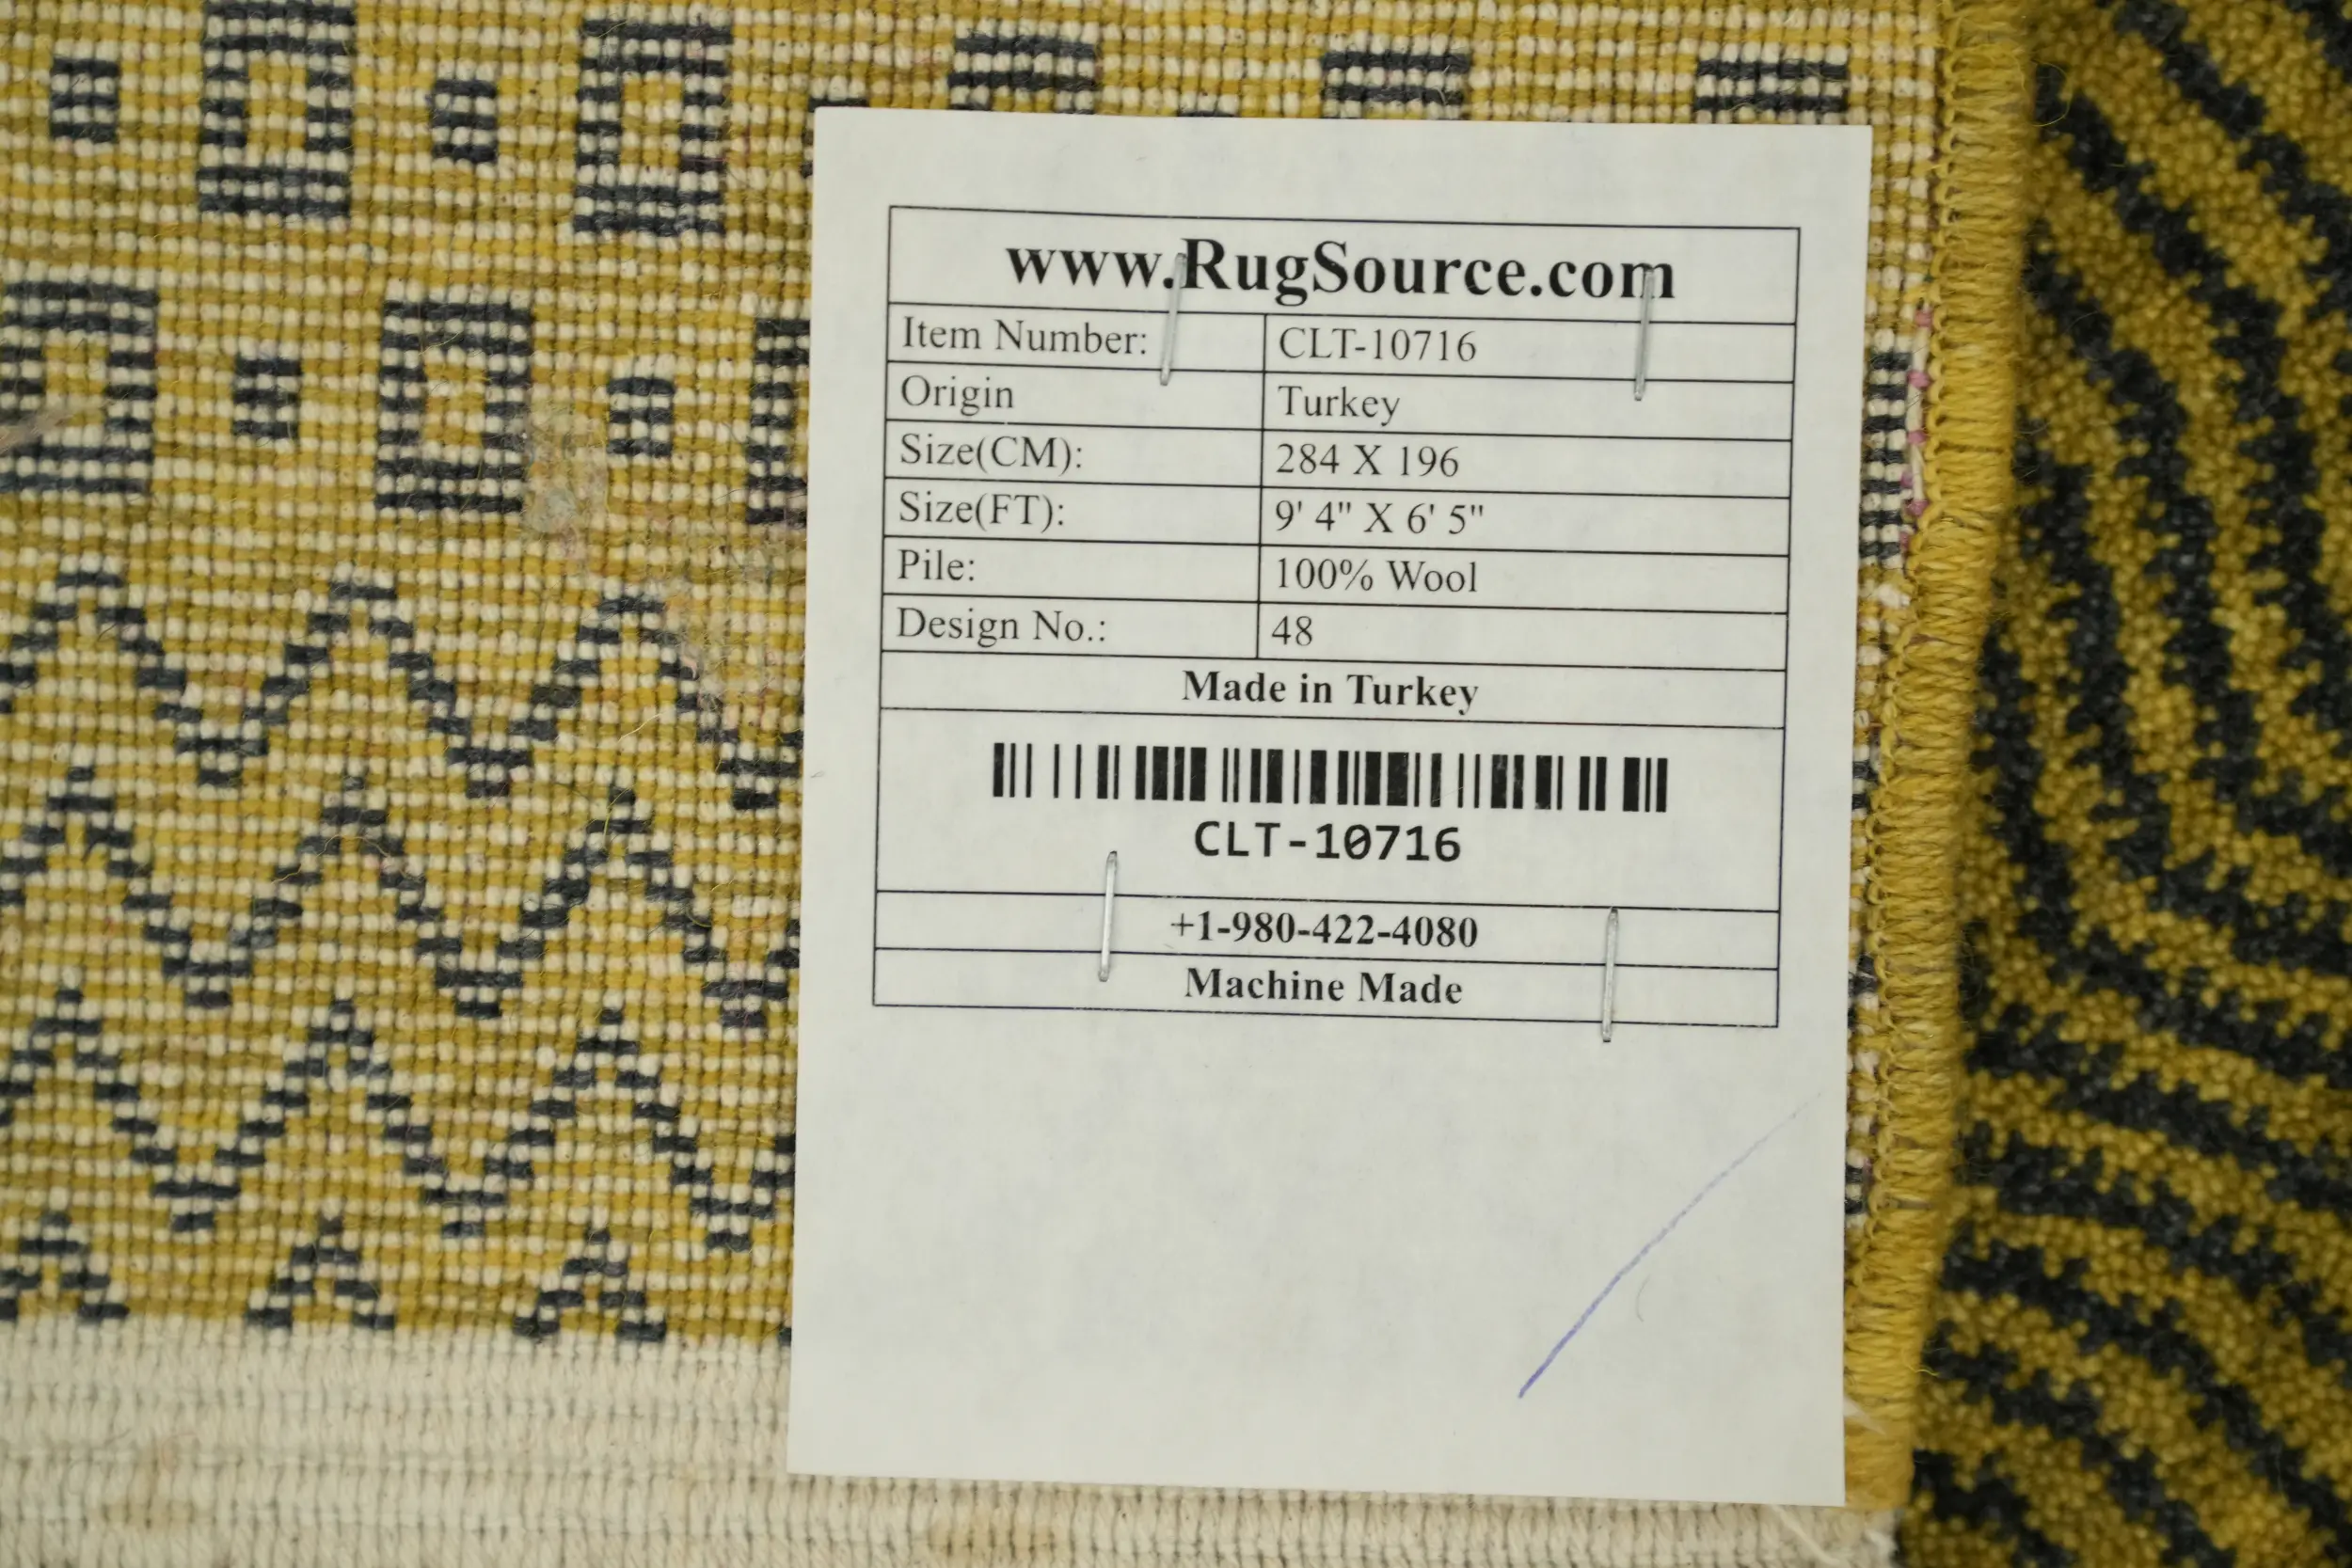 www.RugSource.com
Item Number: CLT-10716
Origin Turkey
Size(CM): 284 X 196
Size(FT): 9' 4" X 6' 5"
Pile: 100% Wool
Design No.: 48
Made in Turkey
CLT-10716
+1-980-422-4080
Machine Made